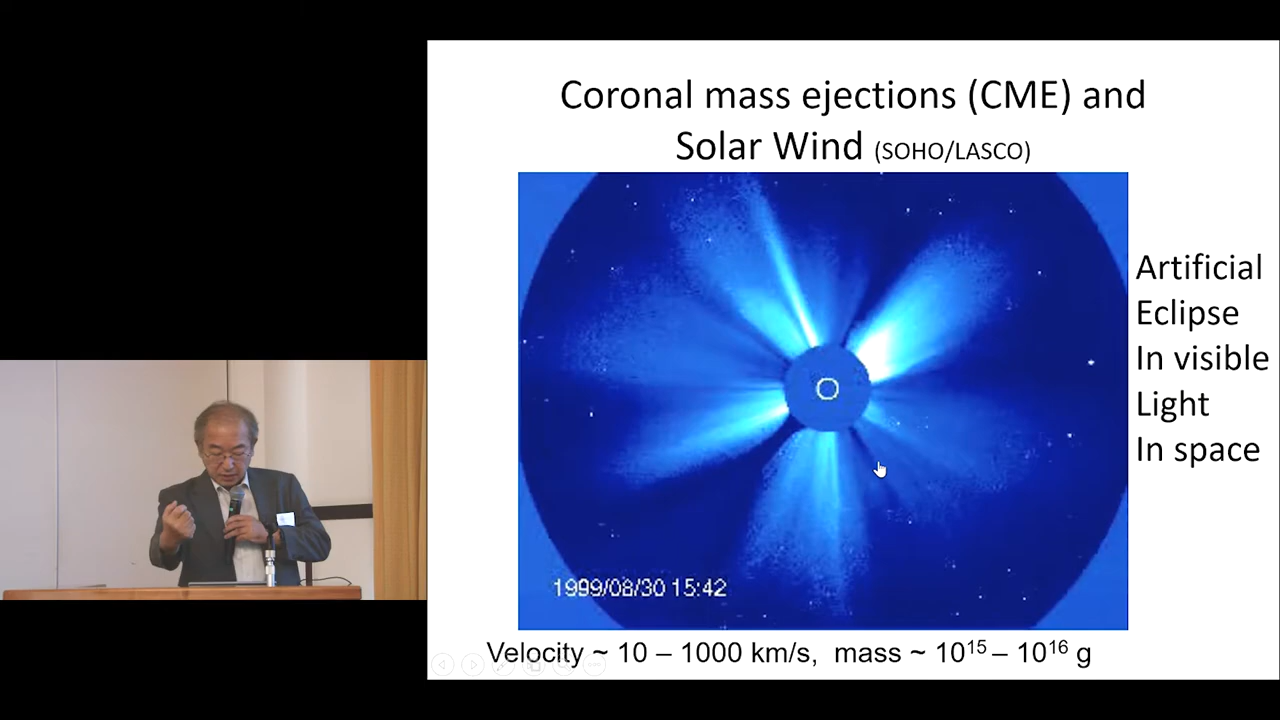 Coronal mass ejections (CME) and
Solar Wind (SOHO/LASCO)
Artificial
Eclipse
In visible
Light
In space
1999/08/30 15:42
Velocity ~ 10 – 1000 km/s, mass ~ 10¹⁵ – 10¹⁶ g